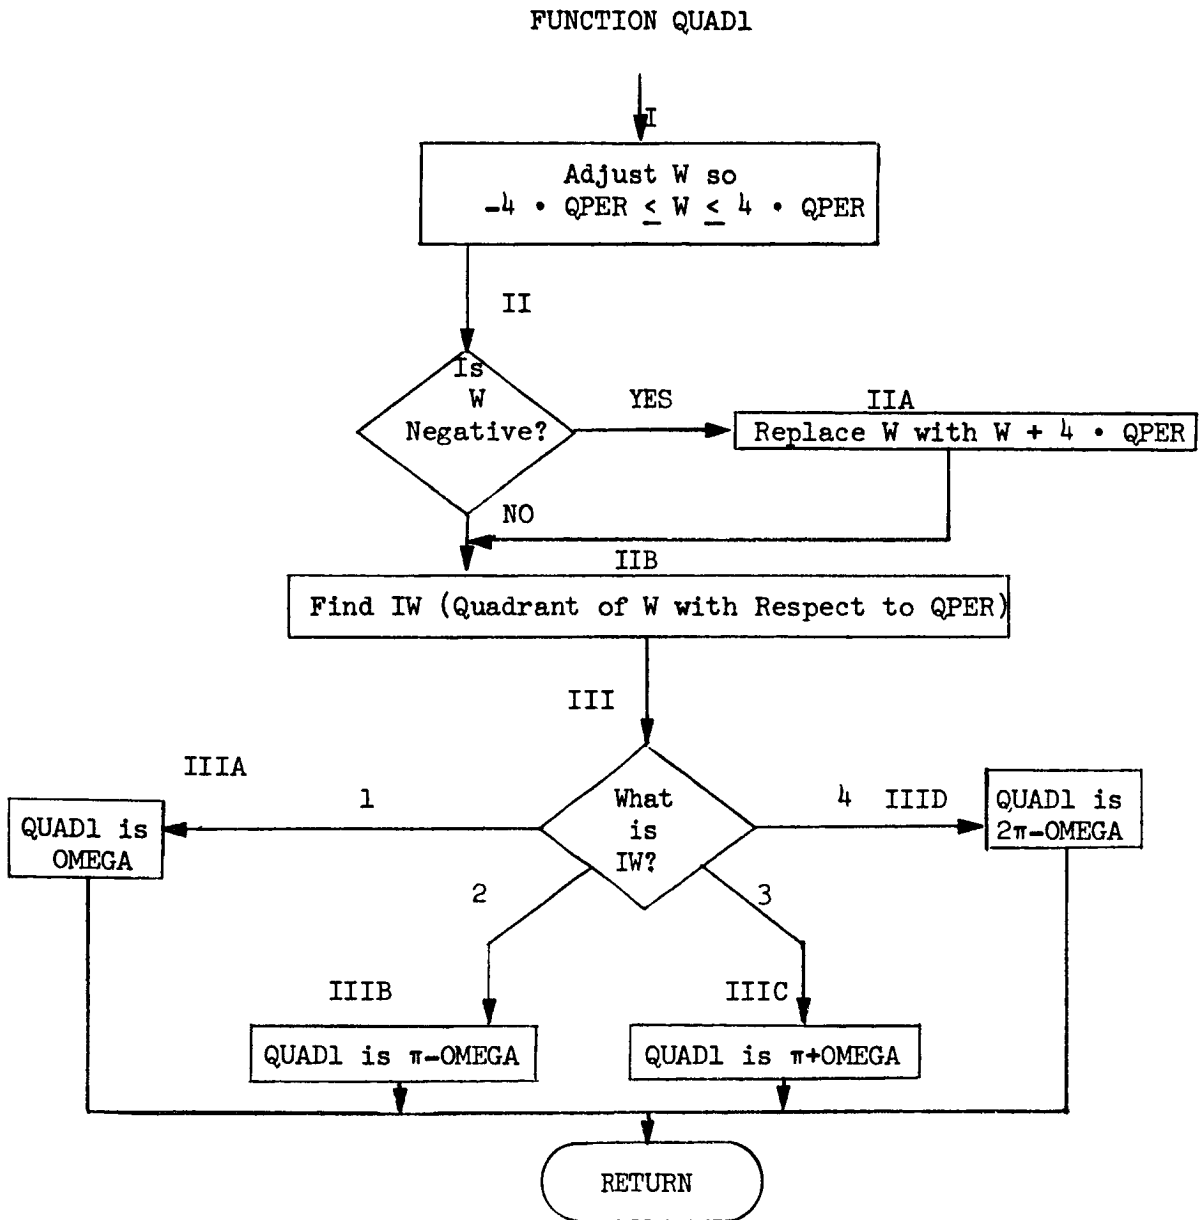 FUNCTION QUAD1
I
Adjust W so
-4 • QPER ≤ W ≤ 4 • QPER
II
Is
W
Negative?
YES
IIA
Replace W with W + 4 • QPER
NO
IIB
Find IW (Quadrant of W with Respect to QPER)
III
What
is
IW?
IIIA
1
QUAD1 is
OMEGA
4 IIID
QUAD1 is
2π-OMEGA
2
3
IIIB
QUAD1 is π-OMEGA
IIIC
QUAD1 is π+OMEGA
RETURN